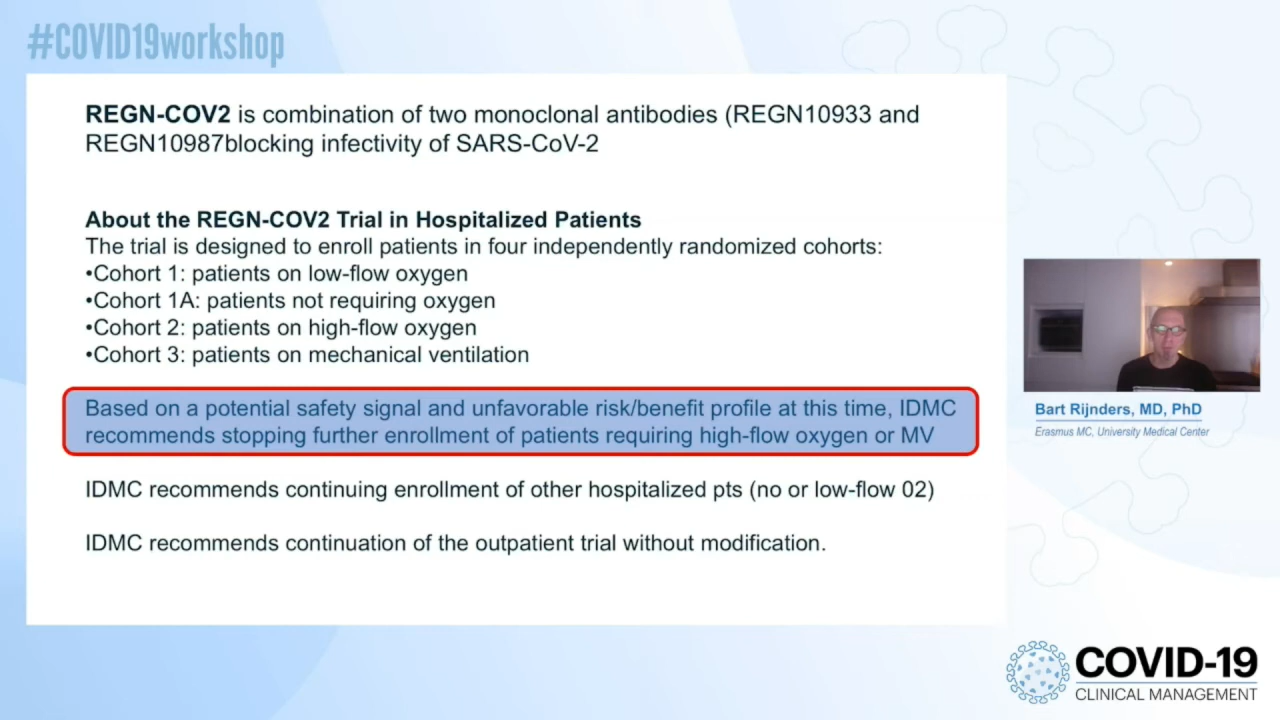 #COVID19workshop
REGN-COV2 is combination of two monoclonal antibodies (REGN10933 and
REGN10987blocking infectivity of SARS-CoV-2
About the REGN-COV2 Trial in Hospitalized Patients
The trial is designed to enroll patients in four independently randomized cohorts:
•Cohort 1: patients on low-flow oxygen
•Cohort 1A: patients not requiring oxygen
•Cohort 2: patients on high-flow oxygen
•Cohort 3: patients on mechanical ventilation
Based on a potential safety signal and unfavorable risk/benefit profile at this time, IDMC
recommends stopping further enrollment of patients requiring high-flow oxygen or MV
IDMC recommends continuing enrollment of other hospitalized pts (no or low-flow 02)
IDMC recommends continuation of the outpatient trial without modification.
Bart Rijnders, MD, PhD
Erasmus MC, University Medical Center
COVID-19
CLINICAL MANAGEMENT